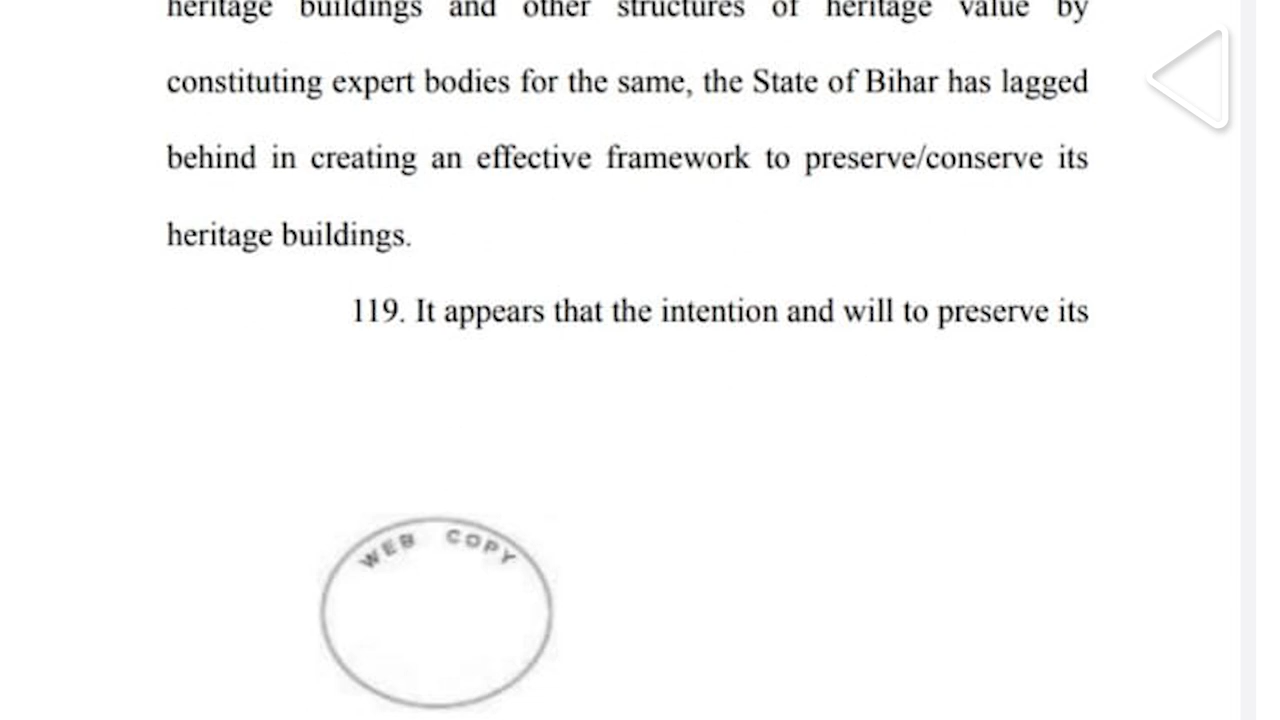 heritage buildings and other structures of heritage value by
constituting expert bodies for the same, the State of Bihar has lagged
behind in creating an effective framework to preserve/conserve its
heritage buildings.
119. It appears that the intention and will to preserve its
WEB COPY